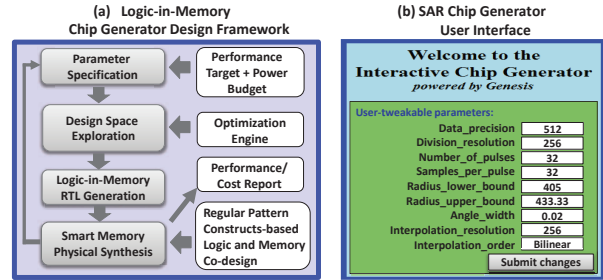 (a) Logic-in-Memory
Chip Generator Design Framework
Parameter
Specification
Performance
Target + Power
Budget
Design Space
Exploration
Optimization
Engine
Logic-in-Memory
RTL Generation
Performance/
Cost Report
Smart Memory
Physical Synthesis
Regular Pattern
Constructs-based
Logic and Memory
Co-design
(b) SAR Chip Generator
User Interface
Welcome to the
Interactive Chip Generator
powered by Genesis
User-tweakable parameters:
Data_precision 512
Division_resolution 256
Number_of_pulses 32
Samples_per_pulse 32
Radius_lower_bound 405
Radius_upper_bound 433.33
Angle_width 0.02
Interpolation_resolution 256
Interpolation_order Bilinear
Submit changes